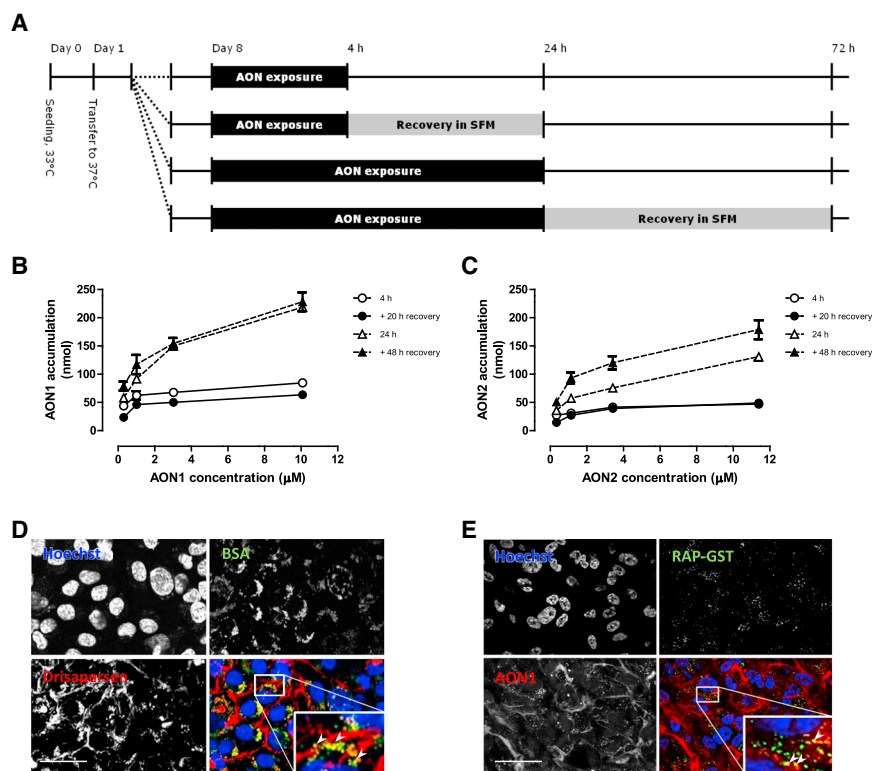 A
Day 0 Day 1 Day 8 4 h 24 h 72 h
AON exposure
AON exposure Recovery in SFM
AON exposure
AON exposure Recovery in SFM
Seeding, 33°C
Transfer to 37°C
B
AON1 accumulation
(nmol)
250
200
150
100
50
0
0 2 4 6 8 10 12
AON1 concentration (μM)
4 h
+ 20 h recovery
24 h
+ 48 h recovery
C
AON2 accumulation
(nmol)
250
200
150
100
50
0
0 2 4 6 8 10 12
AON2 concentration (μM)
4 h
+ 20 h recovery
24 h
+ 48 h recovery
D
Hoechst
BSA
Drisapersen
E
Hoechst
RAP-GST
AON1